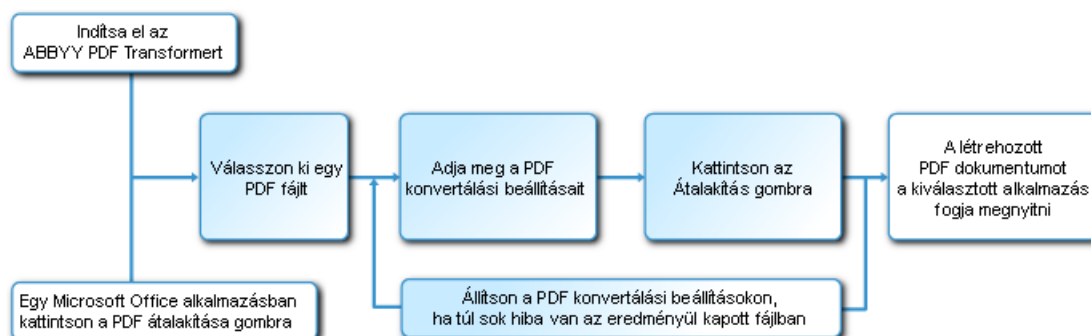 Indítsa el az
ABBYY PDF Transformert
Válasszon ki egy
PDF fájlt
Adja meg a PDF
konvertálási beállításait
Kattintson az
Átalakítás gombra
A létrehozott
PDF dokumentumot
a kiválasztott alkalmazás
fogja megnyitni
Egy Microsoft Office alkalmazásban
kattintson a PDF átalakítása gombra
Állítson a PDF konvertálási beállításokon,
ha túl sok hiba van az eredményül kapott fájlban